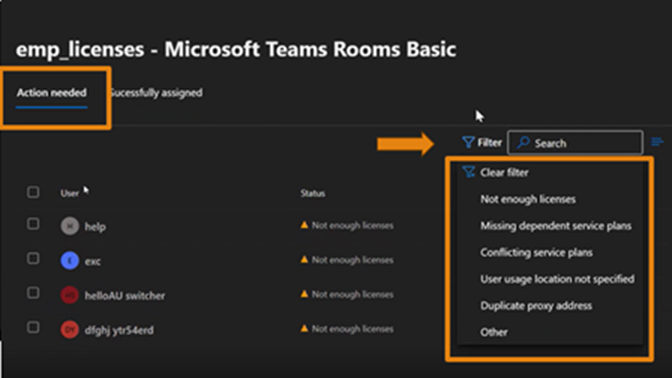 emp_licenses - Microsoft Teams Rooms Basic
Action needed
Sucessfully assigned
Filter
Search
Clear filter
Not enough licenses
Missing dependent service plans
Conflicting service plans
User usage location not specified
Duplicate proxy address
Other
User
Status
H
help
Not enough licenses
E
exc
Not enough licenses
helloAU switcher
Not enough licenses
DY
dfghj ytr54erd
Not enough licenses